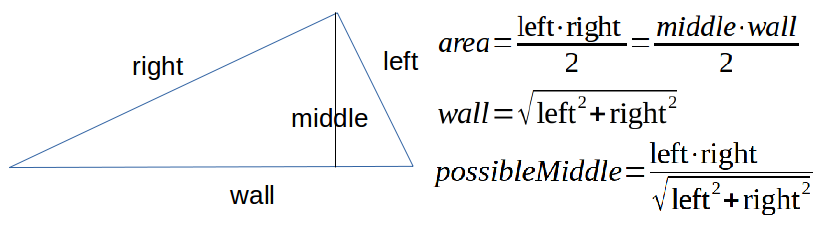 right
left
middle
wall
area=left·right/2=middle·wall/2
wall=√left²+right²
possibleMiddle=left·right/√left²+right²